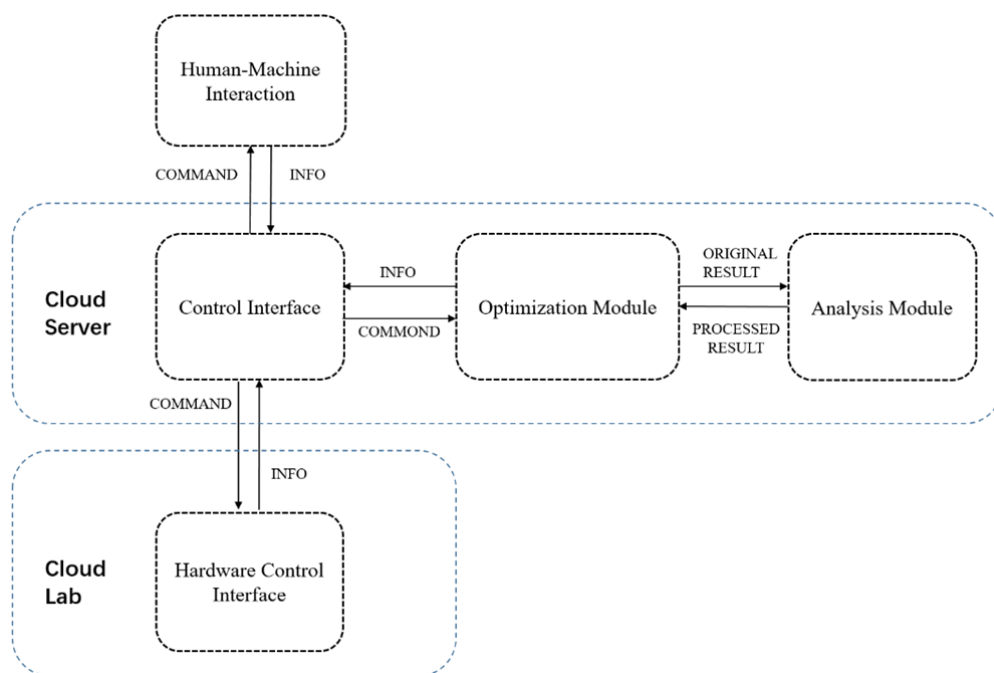 Human-Machine
Interaction
COMMAND
INFO
Cloud
Server
Control Interface
INFO
COMMOND
Optimization Module
ORIGINAL
RESULT
PROCESSED
RESULT
Analysis Module
COMMAND
INFO
Cloud
Lab
Hardware Control
Interface